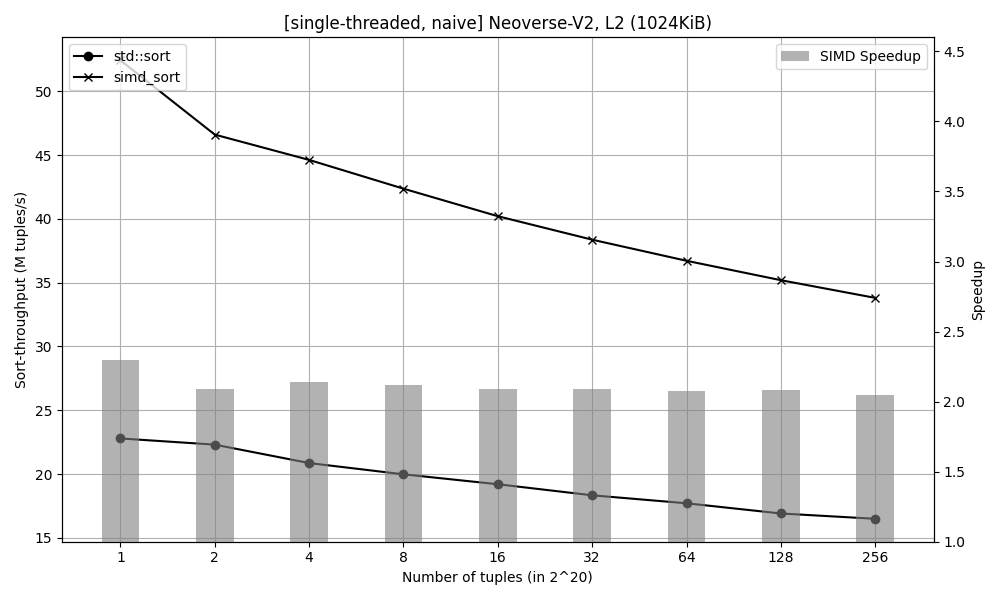 [single-threaded, naive] Neoverse-V2, L2 (1024KiB)
std::sort
simd_sort
SIMD Speedup
Sort-throughput (M tuples/s)
50
45
40
35
30
25
20
15
4.5
4.0
3.5
3.0
2.5
2.0
1.5
1.0
Speedup
1 2 4 8 16 32 64 128 256
Number of tuples (in 2^20)